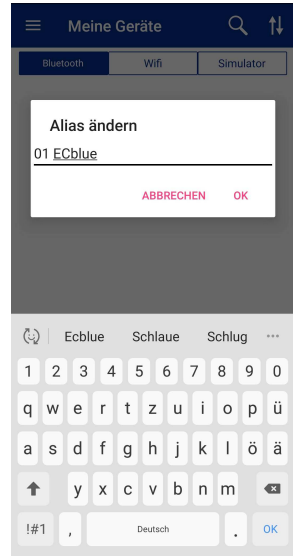 Meine Geräte
Bluetooth Wifi Simulator
Alias ändern
01 ECblue
ABBRECHEN OK
Ecblue Schlaue Schlug ...
1 2 3 4 5 6 7 8 9 0
q w e r t z u i o p ü
a s d f g h j k l ö ä
y x c v b n m
!#1 , Deutsch . OK